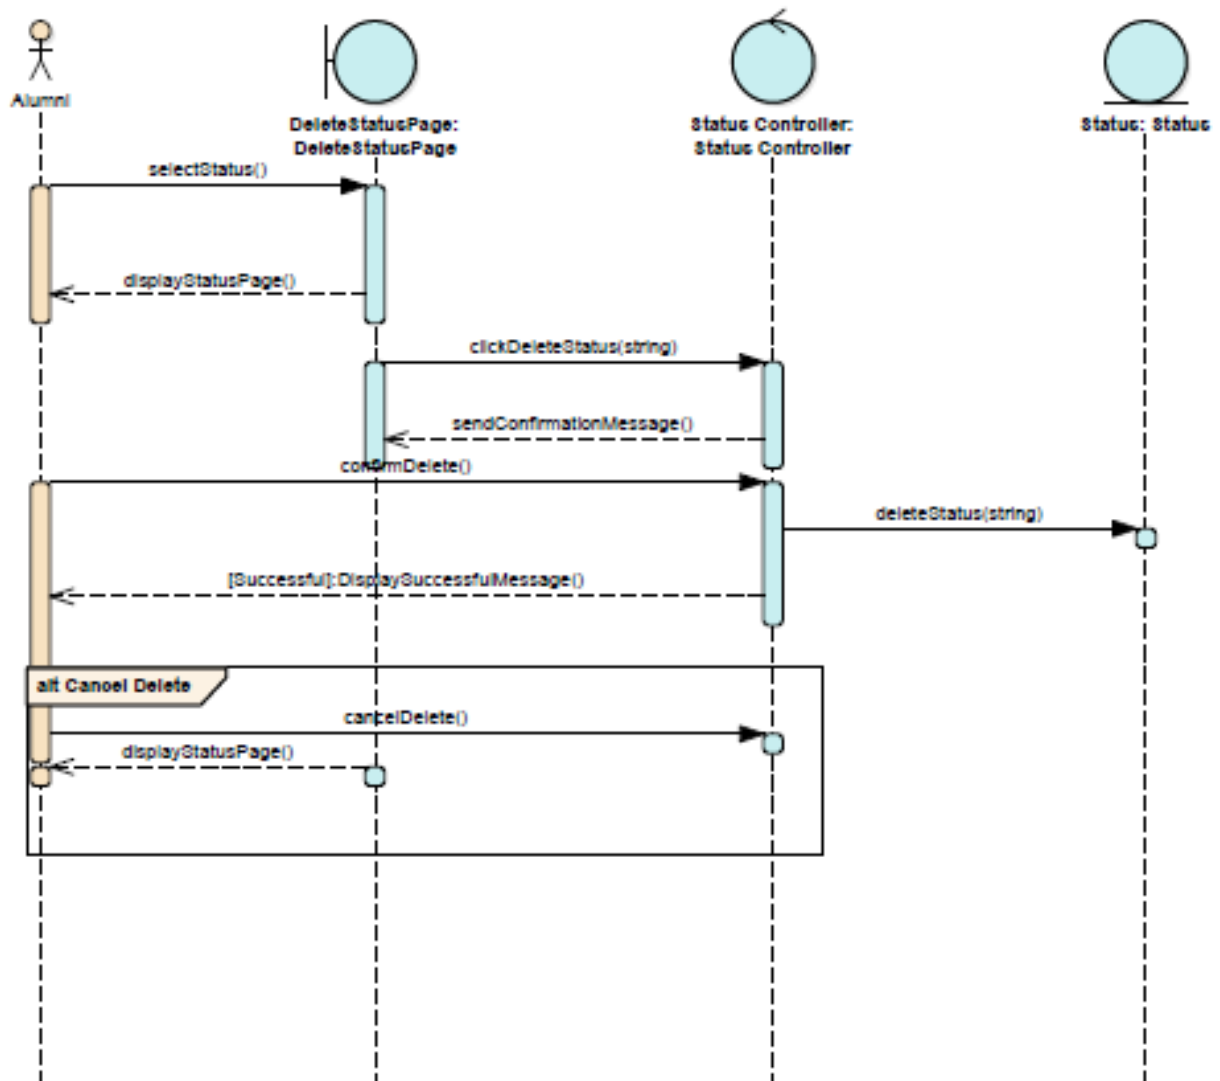 Alumni
DeleteStatusPage:
DeleteStatusPage
Status Controller:
Status Controller
Status: Status
selectStatus()
displayStatusPage()
clickDeleteStatus(string)
sendConfirmationMessage()
confirmDelete()
deleteStatus(string)
[Successful]:DisplaySuccessfulMessage()
alt Cancel Delete
cancelDelete()
displayStatusPage()